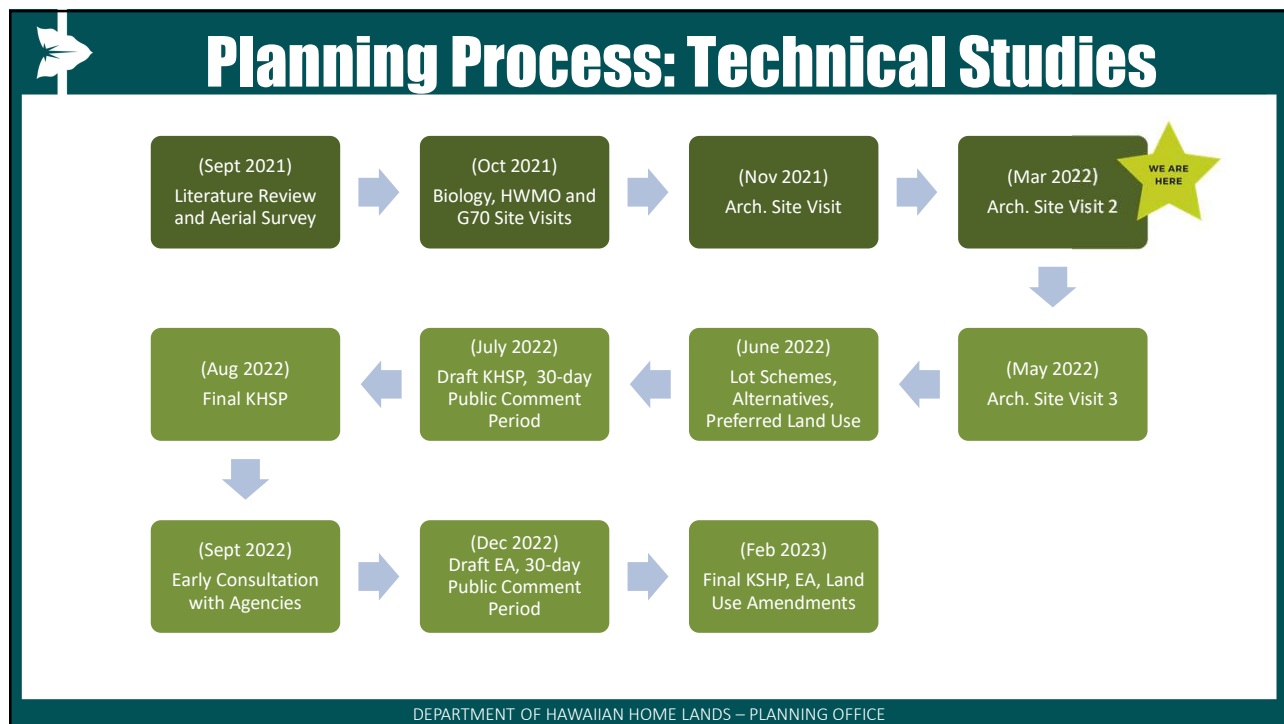 Planning Process: Technical Studies
(Sept 2021)
Literature Review
and Aerial Survey
(Oct 2021)
Biology, HWMO and
G70 Site Visits
(Nov 2021)
Arch. Site Visit
(Mar 2022)
Arch. Site Visit 2
WE ARE
HERE
(May 2022)
Arch. Site Visit 3
(June 2022)
Lot Schemes,
Alternatives,
Preferred Land Use
(July 2022)
Draft KHSP, 30-day
Public Comment
Period
(Aug 2022)
Final KHSP
(Sept 2022)
Early Consultation
with Agencies
(Dec 2022)
Draft EA, 30-day
Public Comment
Period
(Feb 2023)
Final KSHP, EA, Land
Use Amendments
DEPARTMENT OF HAWAIIAN HOME LANDS – PLANNING OFFICE